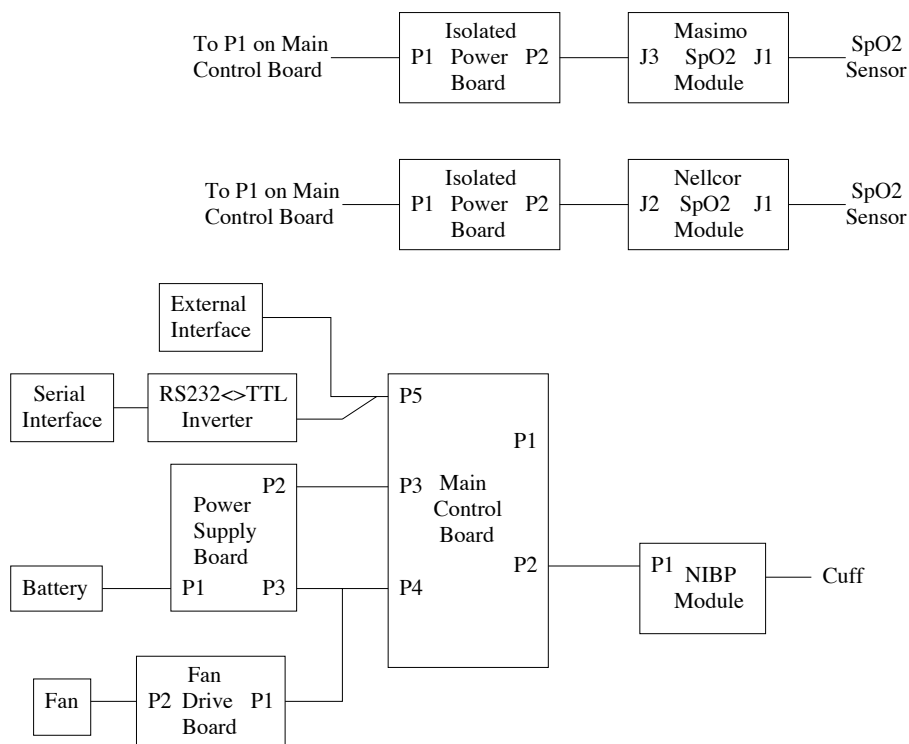 To P1 on Main
Control Board
P1
Isolated
Power
Board
P2
J3
Masimo
SpO2
Module
J1
SpO2
Sensor
To P1 on Main
Control Board
P1
Isolated
Power
Board
P2
J2
Nellcor
SpO2
Module
J1
SpO2
Sensor
External
Interface
Serial
Interface
RS232<>TTL
Inverter
P5
P1
P3
Main
Control
Board
P4
P2
P2
Power
Supply
Board
P1
P3
Battery
P1
NIBP
Module
Cuff
Fan
P2
Fan
Drive
Board
P1